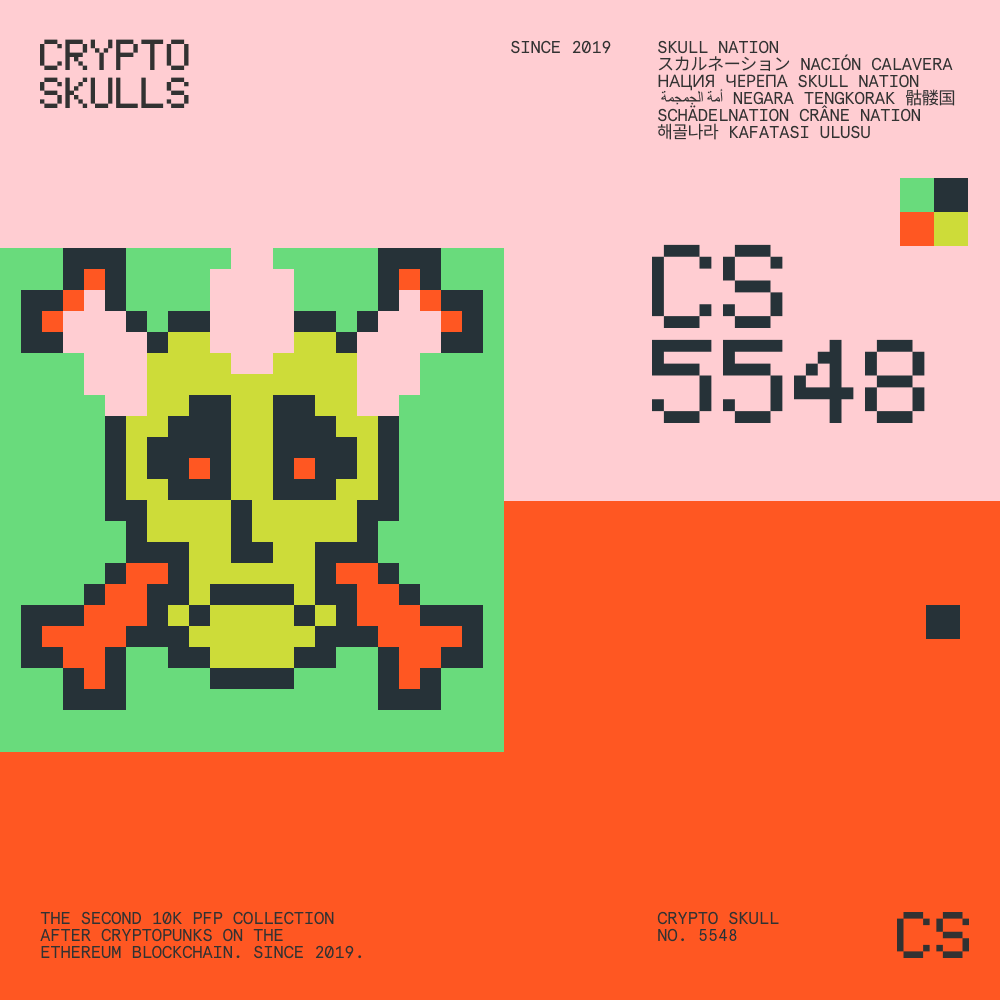 CRYPTO
SKULLS
SINCE 2019
SKULL NATION
スカルネーション NACIÓN CALAVERA
НАЦИЯ ЧЕРЕПА SKULL NATION
أمة الجمجمة NEGARA TENGKORAK 骷髅国
SCHÄDELNATION CRÂNE NATION
해골나라 KAFATASI ULUSU
CS
5548
THE SECOND 10K PFP COLLECTION
AFTER CRYPTOPUNKS ON THE
ETHEREUM BLOCKCHAIN. SINCE 2019.
CRYPTO SKULL
NO. 5548
CS